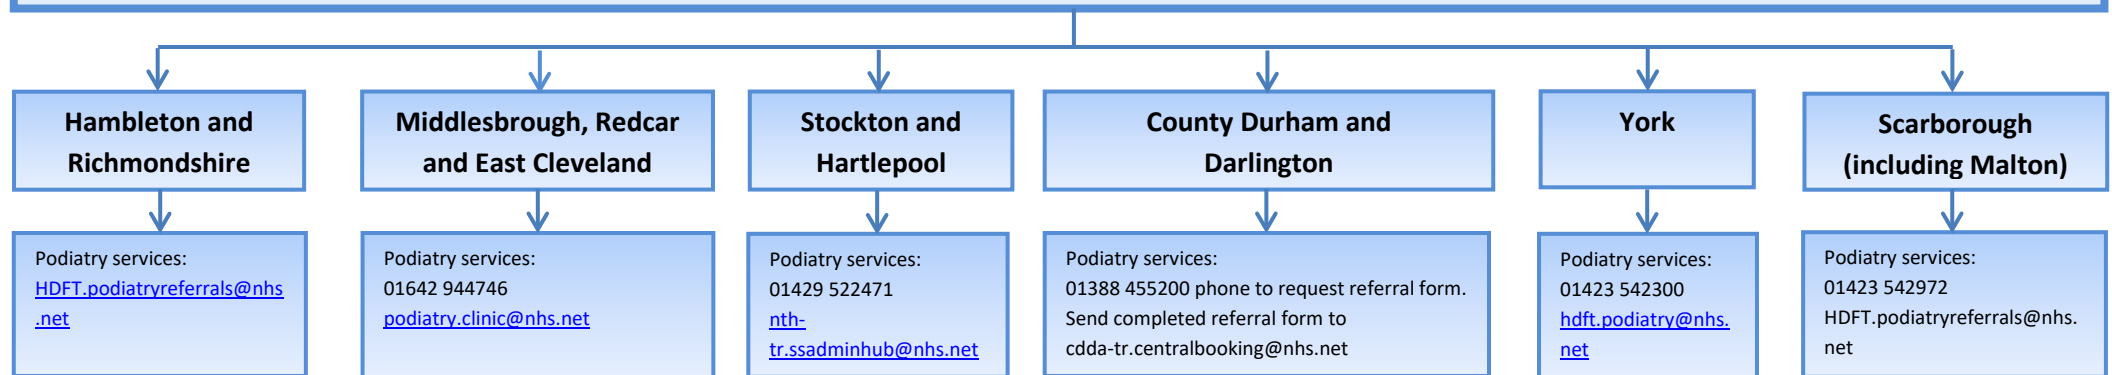 Hambleton and
Richmondshire
Middlesbrough, Redcar
and East Cleveland
Stockton and
Hartlepool
County Durham and
Darlington
York
Scarborough
(including Malton)
Podiatry services:
HDFT.podiatryreferrals@nhs
.net
Podiatry services:
01642 944746
podiatry.clinic@nhs.net
Podiatry services:
01429 522471
nth-
tr.ssadminhub@nhs.net
Podiatry services:
01388 455200 phone to request referral form.
Send completed referral form to
cdda-tr.centralbooking@nhs.net
Podiatry services:
01423 542300
hdft.podiatry@nhs.
net
Podiatry services:
01423 542972
HDFT.podiatryreferrals@nhs.
net